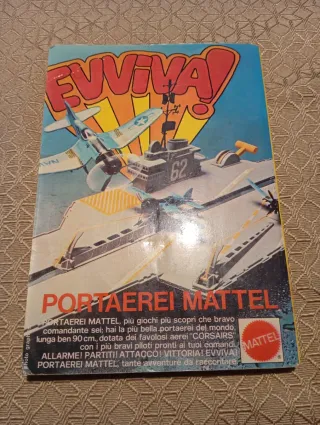 EVVIVA!
62
PORTAEREI MATTEL
PORTAEREI MATTEL, più giochi più scopri che bravo
comandante sei; hai la più bella portaerei del mondo,
lunga ben 90 cm, dotata dei favolosi aerei "CORSAIRS"
con i più bravi piloti pronti ai tuoi comandi.
ALLARME! PARTITI! ATTACCO! VITTORIA! EVVIVA!
PORTAEREI MATTEL, tante avventure da raccontare.
MATTEL